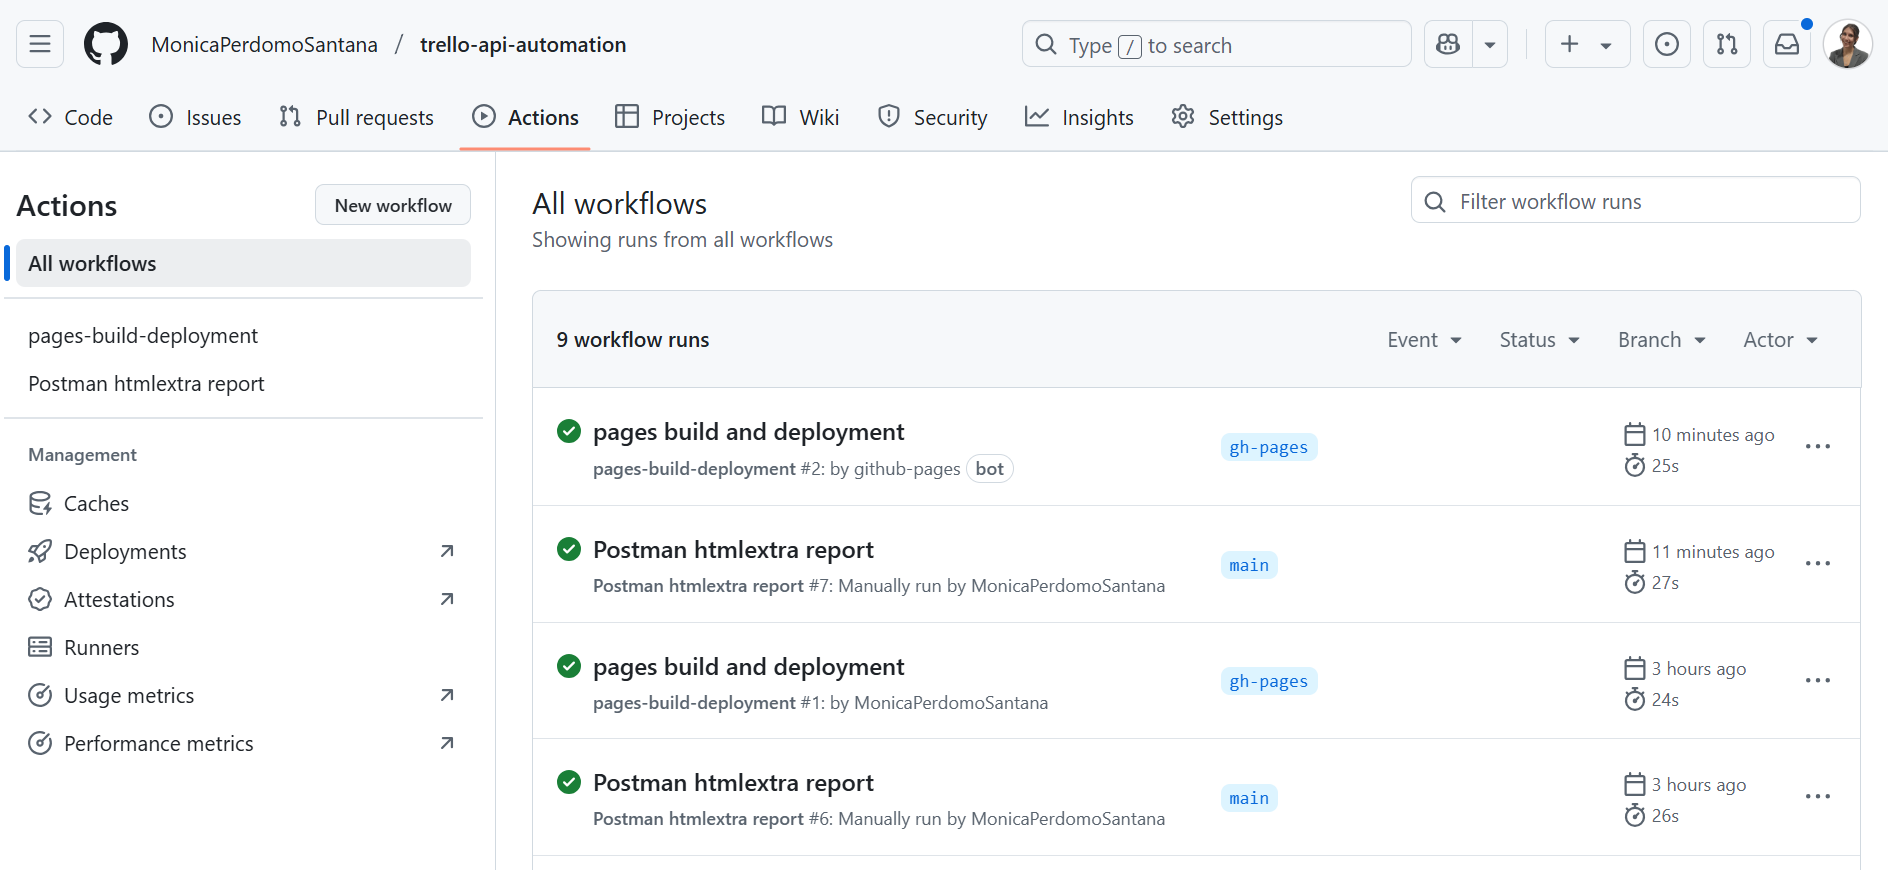 MonicaPerdomoSantana / trello-api-automation
Type / to search
Code Issues Pull requests Actions Projects Wiki Security Insights Settings
Actions
New workflow
All workflows
pages-build-deployment
Postman htmlextra report
Management
Caches
Deployments
Attestations
Runners
Usage metrics
Performance metrics
All workflows
Showing runs from all workflows
Filter workflow runs
9 workflow runs
Event Status Branch Actor
pages build and deployment
pages-build-deployment #2: by github-pages bot
gh-pages
10 minutes ago
25s
Postman htmlextra report
Postman htmlextra report #7: Manually run by MonicaPerdomoSantana
main
11 minutes ago
27s
pages build and deployment
pages-build-deployment #1: by MonicaPerdomoSantana
gh-pages
3 hours ago
24s
Postman htmlextra report
Postman htmlextra report #6: Manually run by MonicaPerdomoSantana
main
3 hours ago
26s